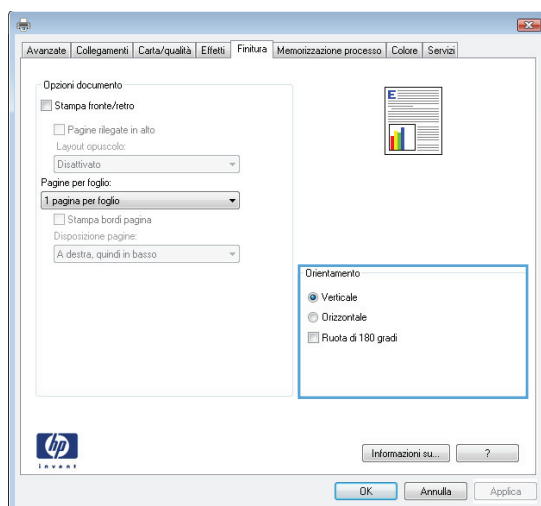 Avanzate Collegamenti Carta/qualità Effetti Finitura Memorizzazione processo Colore Servizi
Opzioni documento
Stampa fronte/retro
Pagine rilegate in alto
Layout opuscolo:
Disattivato
Pagine per foglio:
1 pagina per foglio
Stampa bordi pagina
Disposizione pagine:
A destra, quindi in basso
E
Orientamento
Verticale
Orizzontale
Ruota di 180 gradi
hp
invent
Informazioni su... ?
OK Annulla Applica